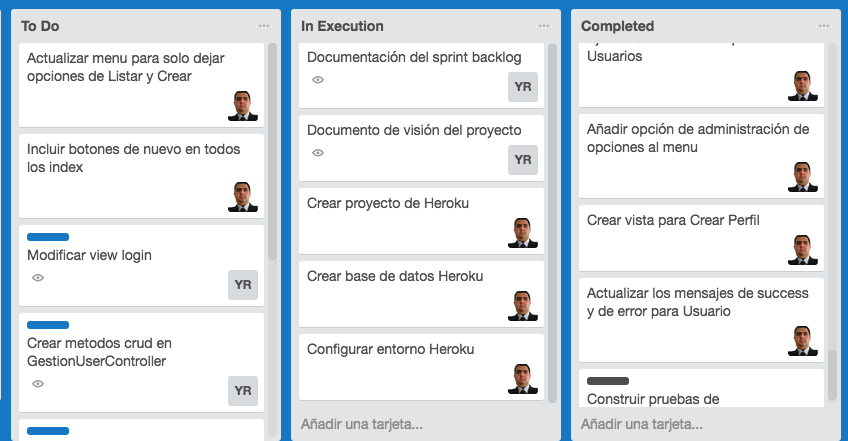 To Do
Actualizar menu para solo dejar
opciones de Listar y Crear
Incluir botones de nuevo en todos
los index
Modificar view login
YR
Crear metodos crud en
GestionUserController
YR
In Execution
Documentación del sprint backlog
YR
Documento de visión del proyecto
YR
Crear proyecto de Heroku
Crear base de datos Heroku
Configurar entorno Heroku
Añadir una tarjeta...
Completed
Usuarios
Añadir opción de administración de
opciones al menu
Crear vista para Crear Perfil
Actualizar los mensajes de success
y de error para Usuario
Construir pruebas de
Añadir una tarjeta...